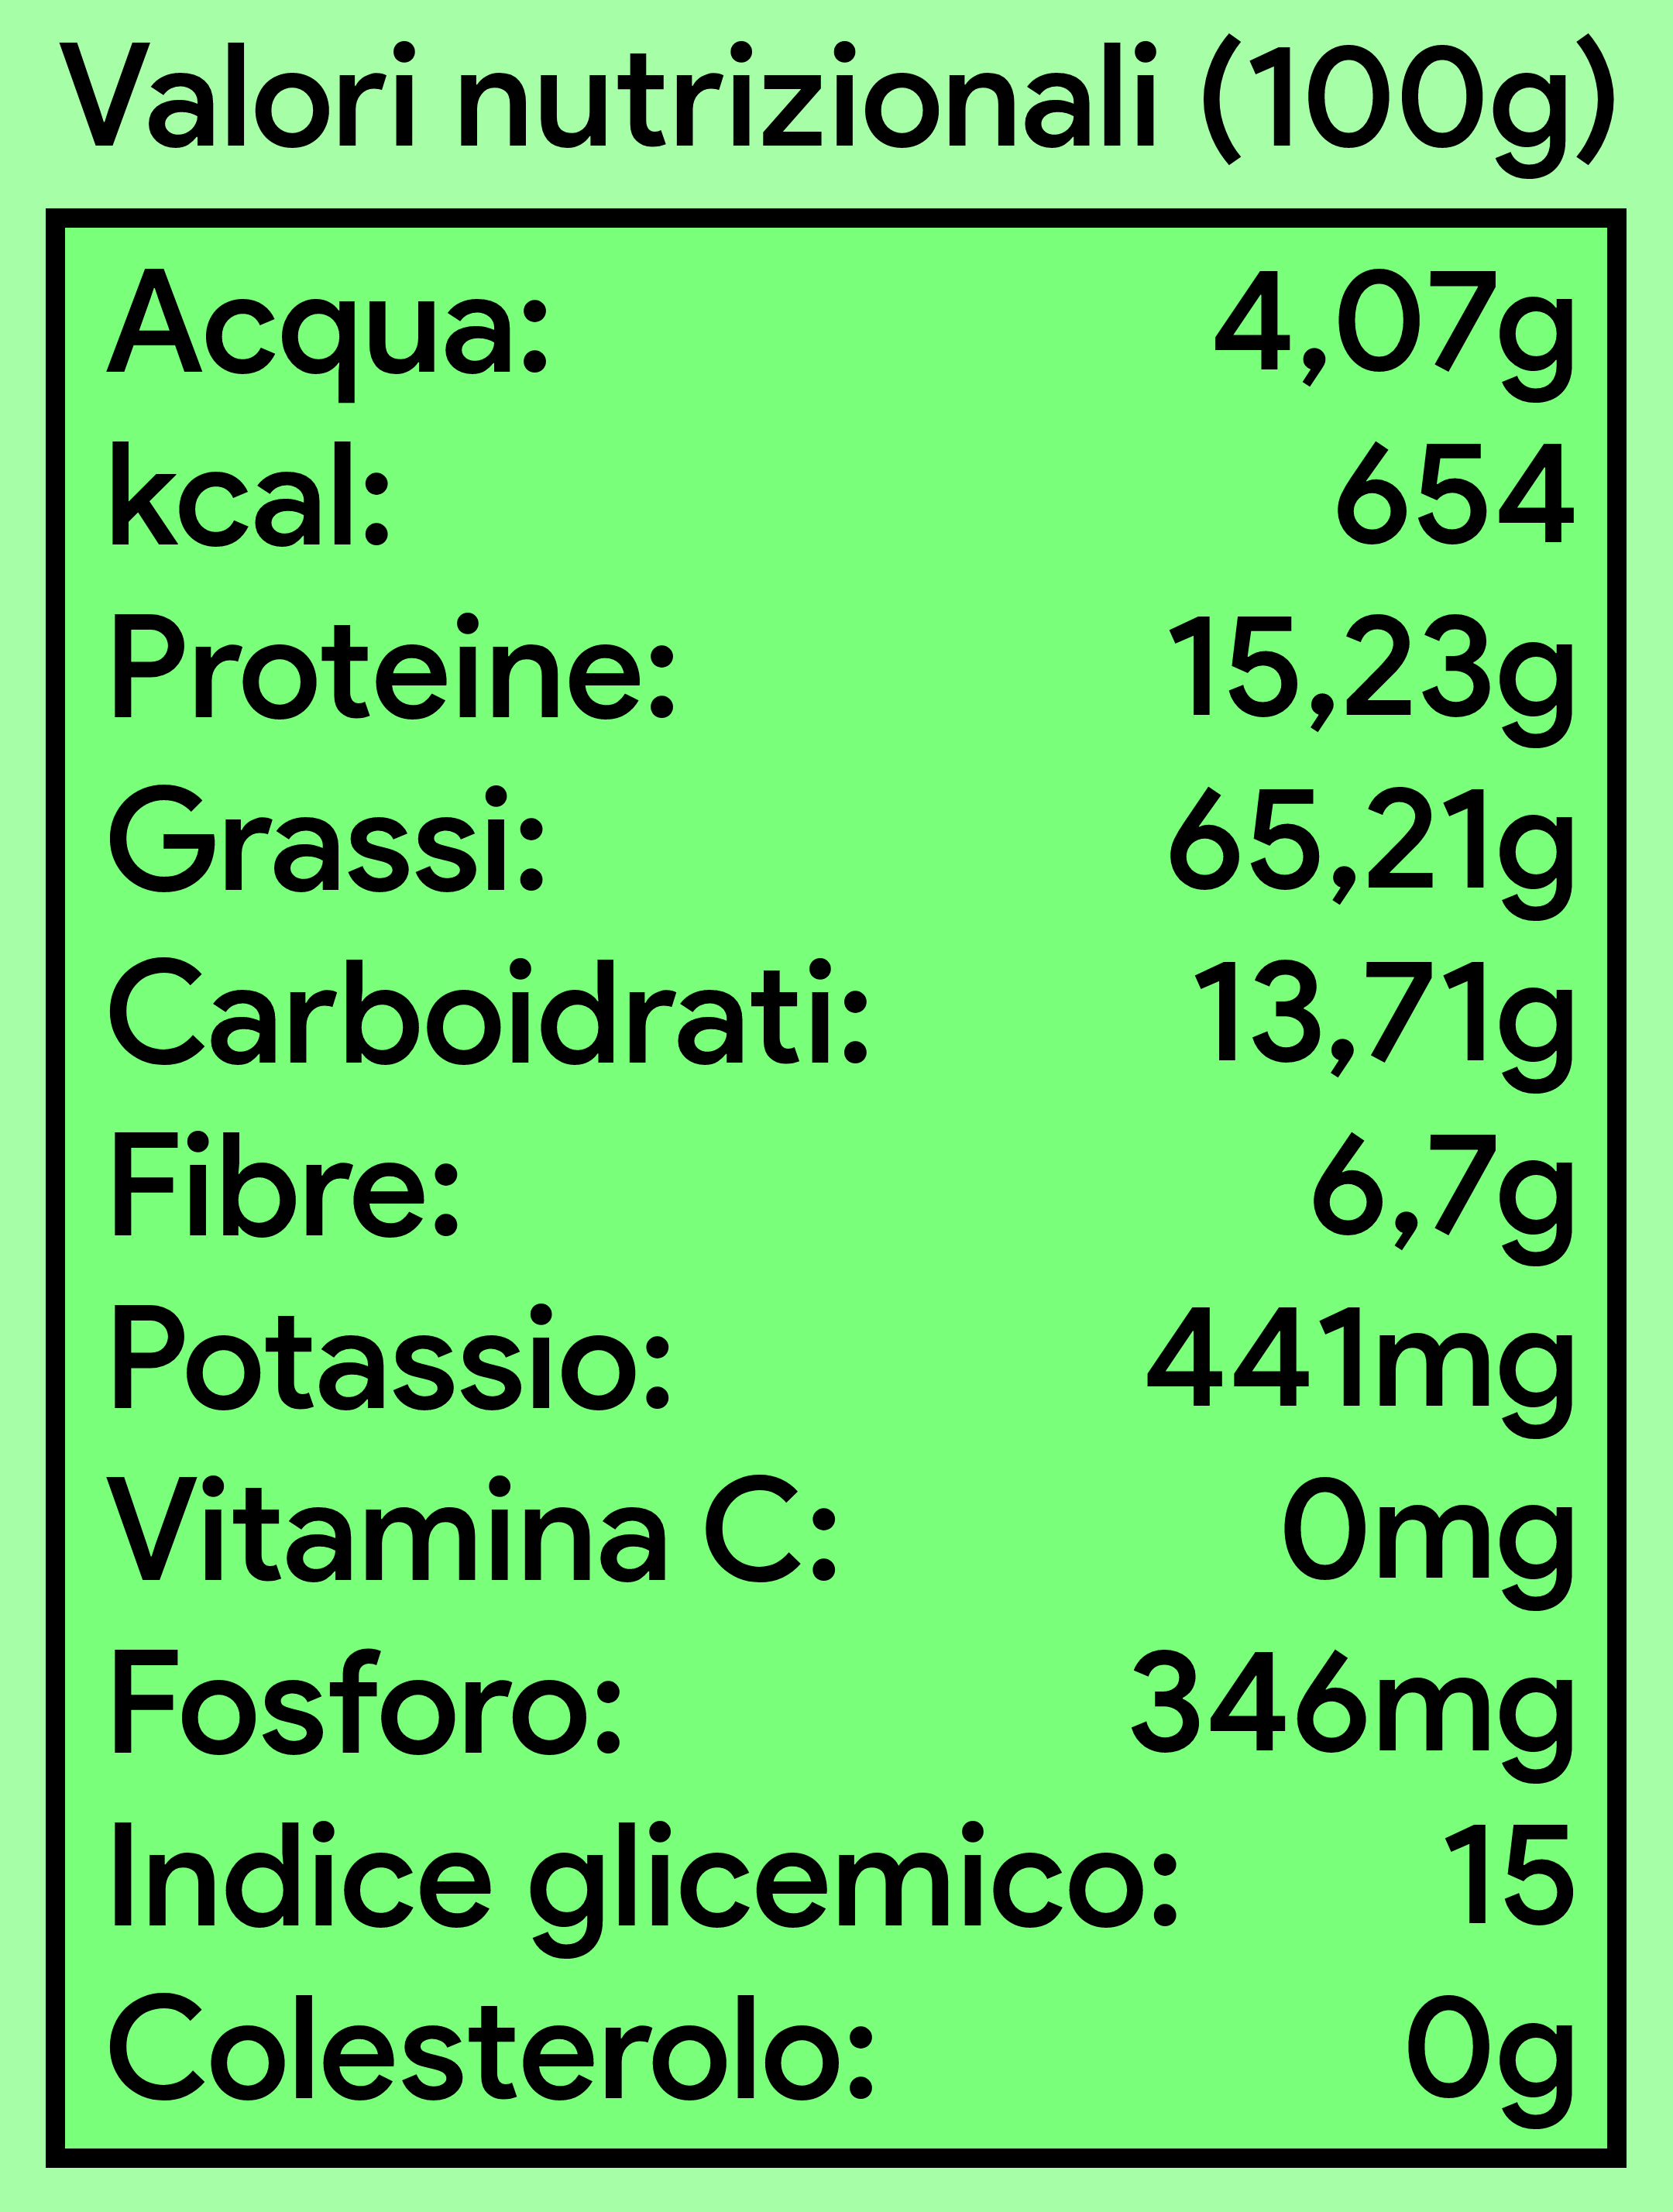 Valori nutrizionali (100g)
Acqua: 4,07g
kcal: 654
Proteine: 15,23g
Grassi: 65,21g
Carboidrati: 13,71g
Fibre: 6,7g
Potassio: 441mg
Vitamina C: 0mg
Fosforo: 346mg
Indice glicemico: 15
Colesterolo: 0g